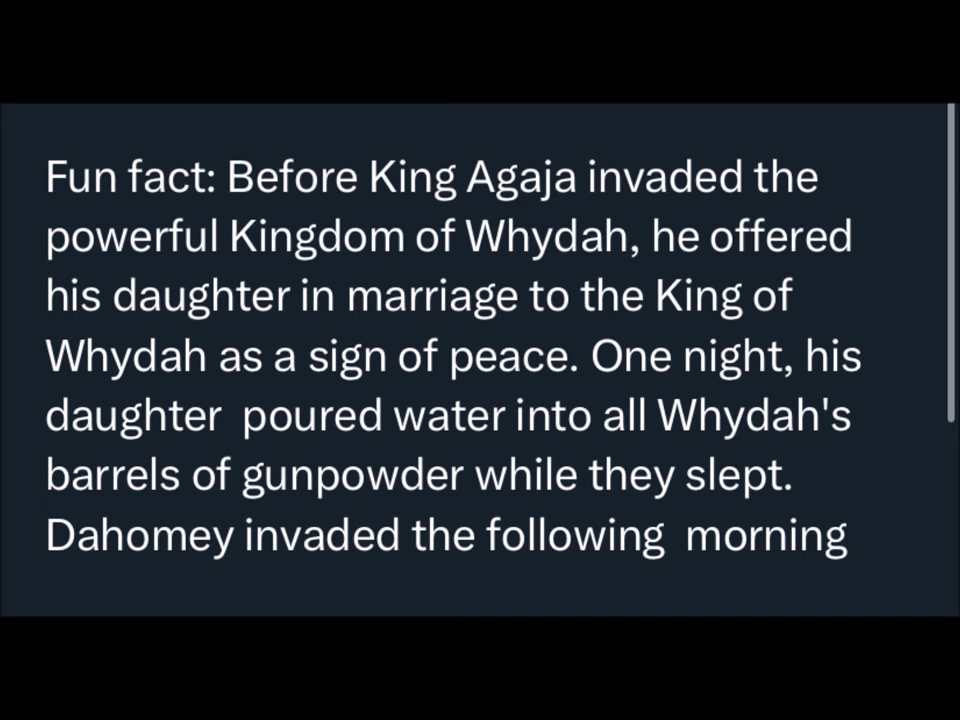 Fun fact: Before King Agaja invaded the
powerful Kingdom of Whydah, he offered
his daughter in marriage to the King of
Whydah as a sign of peace. One night, his
daughter  poured water into all Whydah's
barrels of gunpowder while they slept.
Dahomey invaded the following  morning